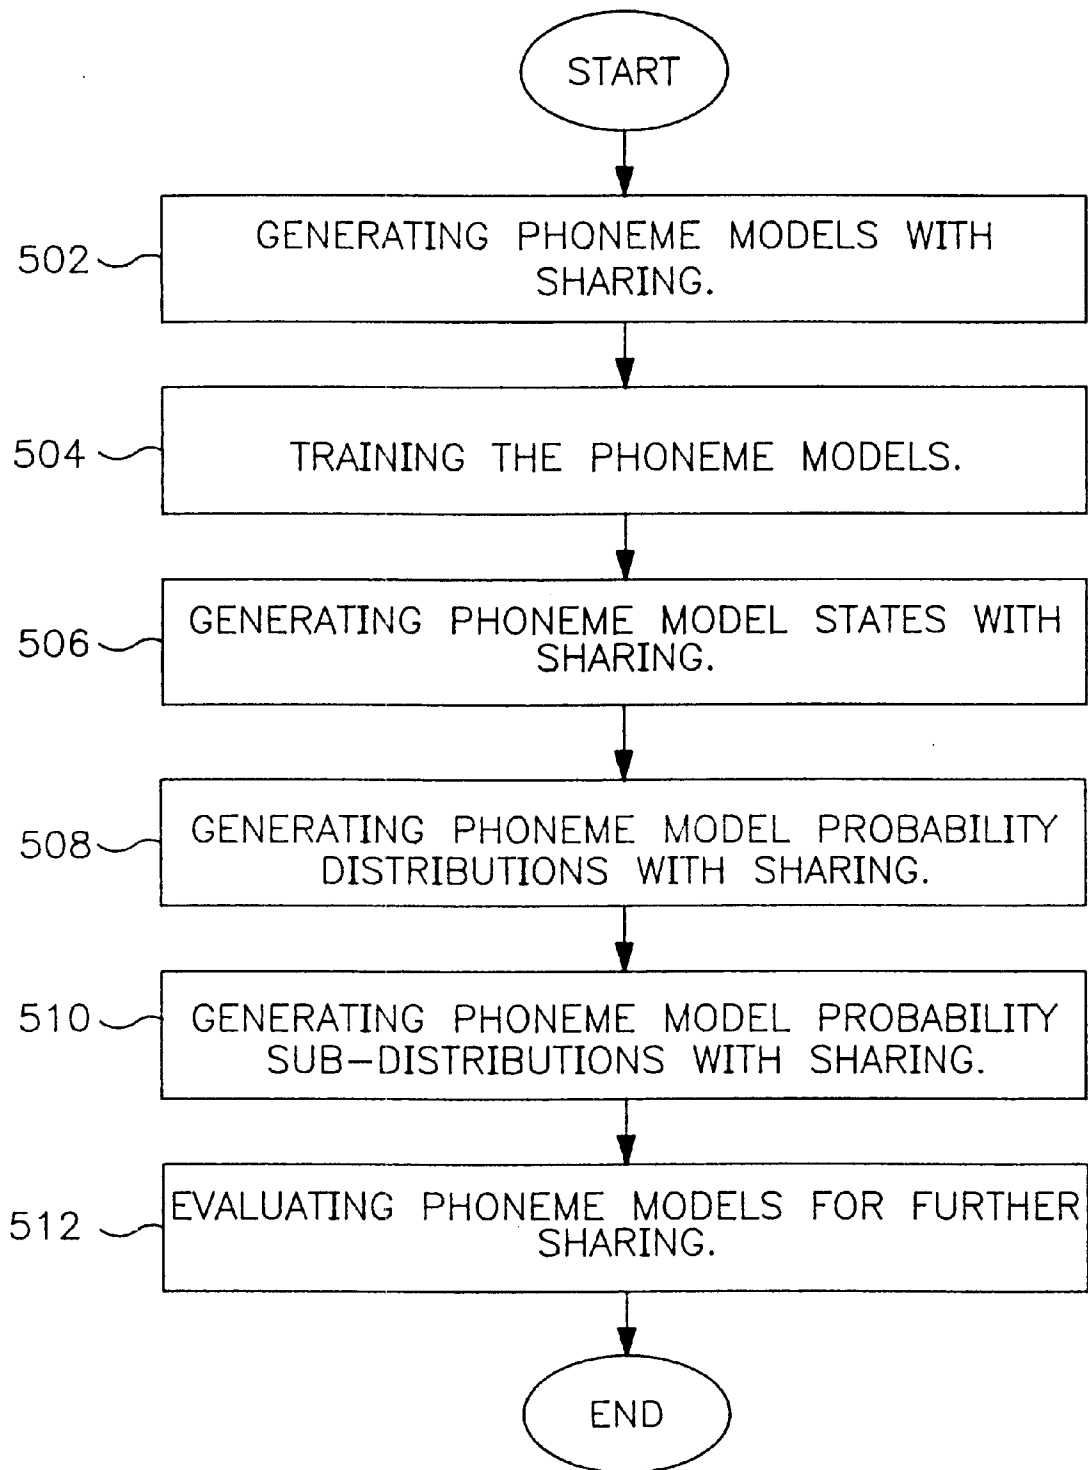 START
502
GENERATING PHONEME MODELS WITH
SHARING.
504
TRAINING THE PHONEME MODELS.
506
GENERATING PHONEME MODEL STATES WITH
SHARING.
508
GENERATING PHONEME MODEL PROBABILITY
DISTRIBUTIONS WITH SHARING.
510
GENERATING PHONEME MODEL PROBABILITY
SUB-DISTRIBUTIONS WITH SHARING.
512
EVALUATING PHONEME MODELS FOR FURTHER
SHARING.
END